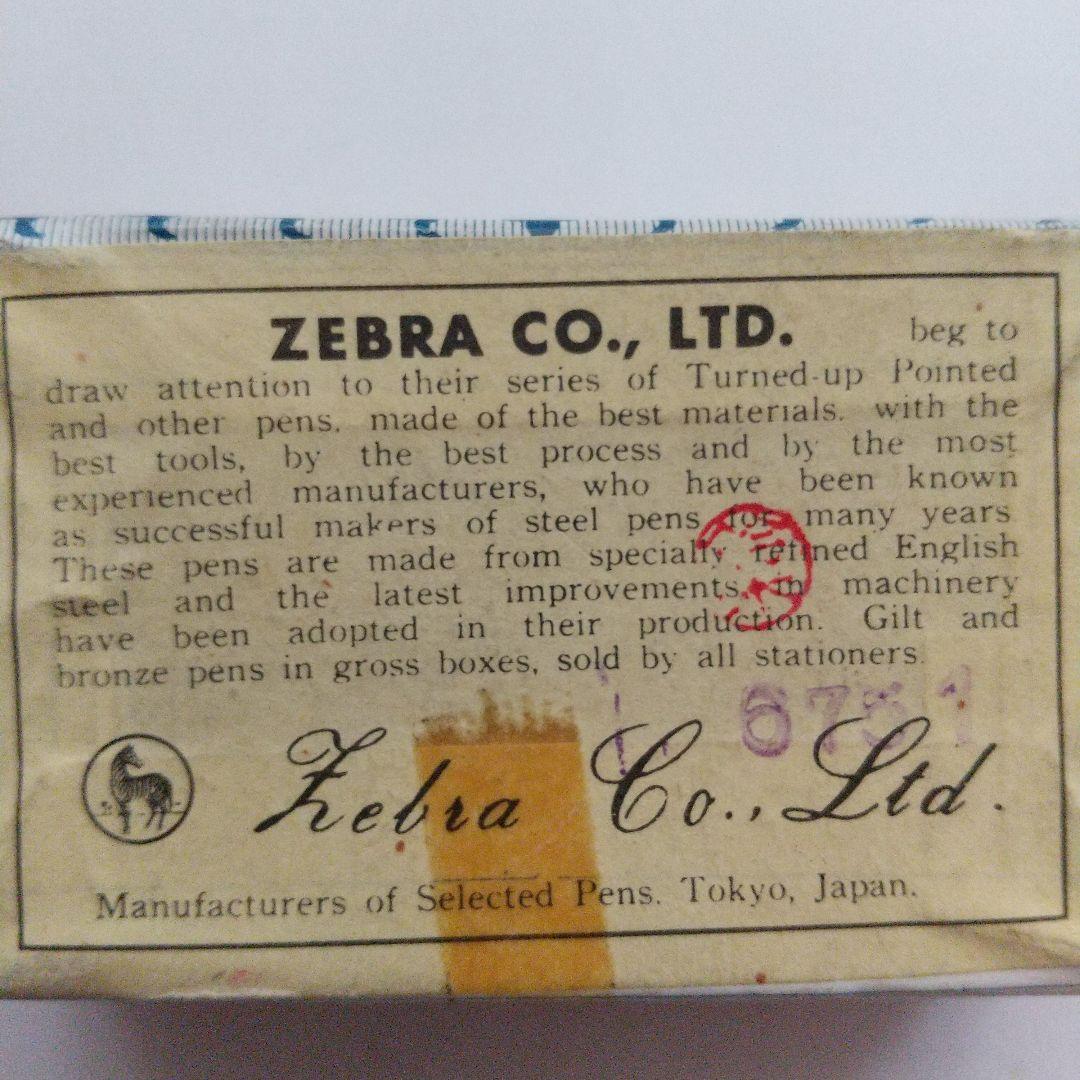 ZEBRA CO., LTD. beg to
draw attention to their series of Turned-up Pointed
and other pens. made of the best materials. with the
best tools, by the best process and by the most
experienced manufacturers, who have been known
as successful makers of steel pens for many years
These pens are made from specially refined English
steel and the latest improvements in machinery
have been adopted in their production. Gilt and
bronze pens in gross boxes, sold by all stationers.
6751
Zebra Co., Ltd.
Manufacturers of Selected Pens. Tokyo, Japan.